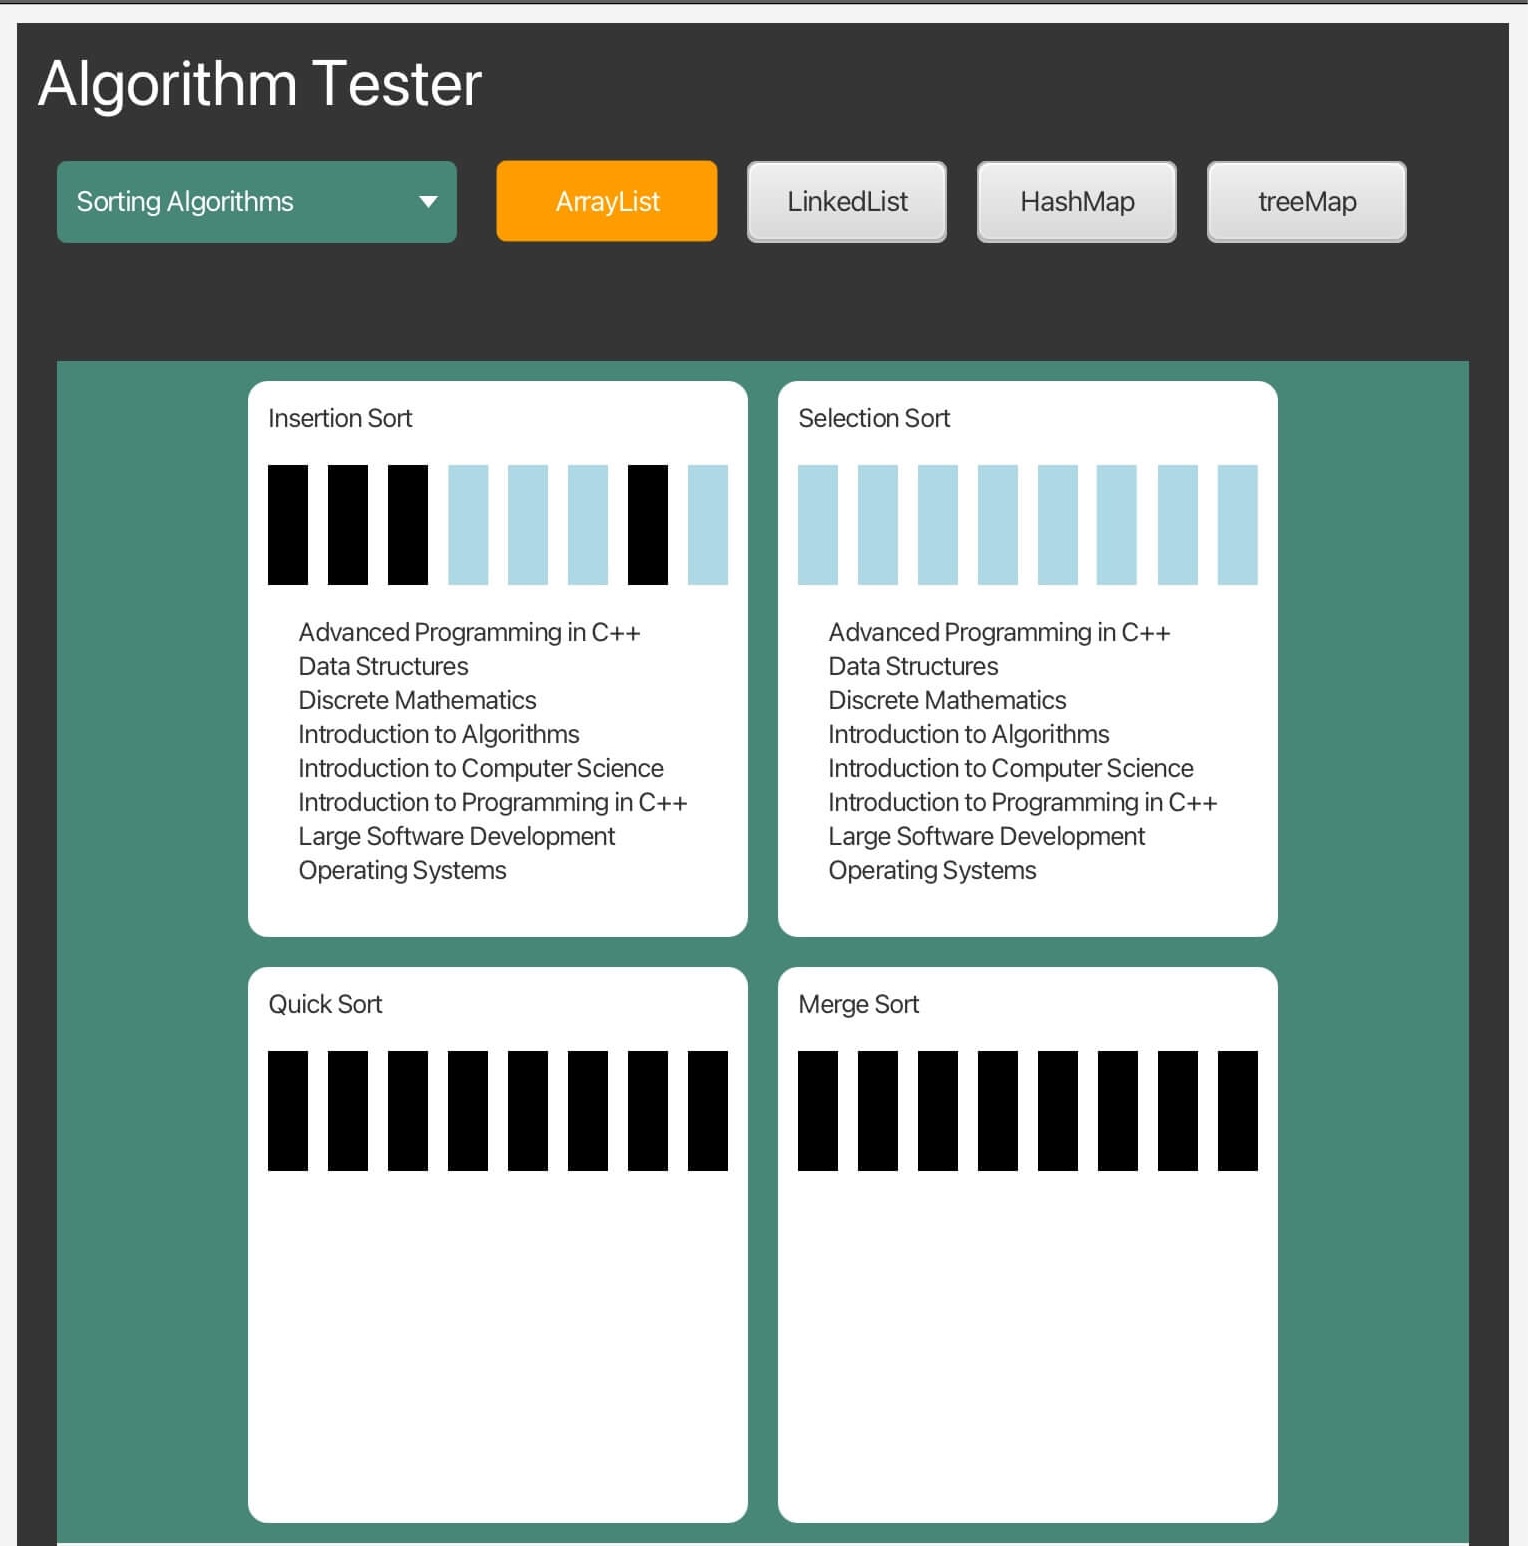 Algorithm Tester
Sorting Algorithms
ArrayList
LinkedList
HashMap
treeMap
Insertion Sort
Advanced Programming in C++
Data Structures
Discrete Mathematics
Introduction to Algorithms
Introduction to Computer Science
Introduction to Programming in C++
Large Software Development
Operating Systems
Selection Sort
Advanced Programming in C++
Data Structures
Discrete Mathematics
Introduction to Algorithms
Introduction to Computer Science
Introduction to Programming in C++
Large Software Development
Operating Systems
Quick Sort
Merge Sort